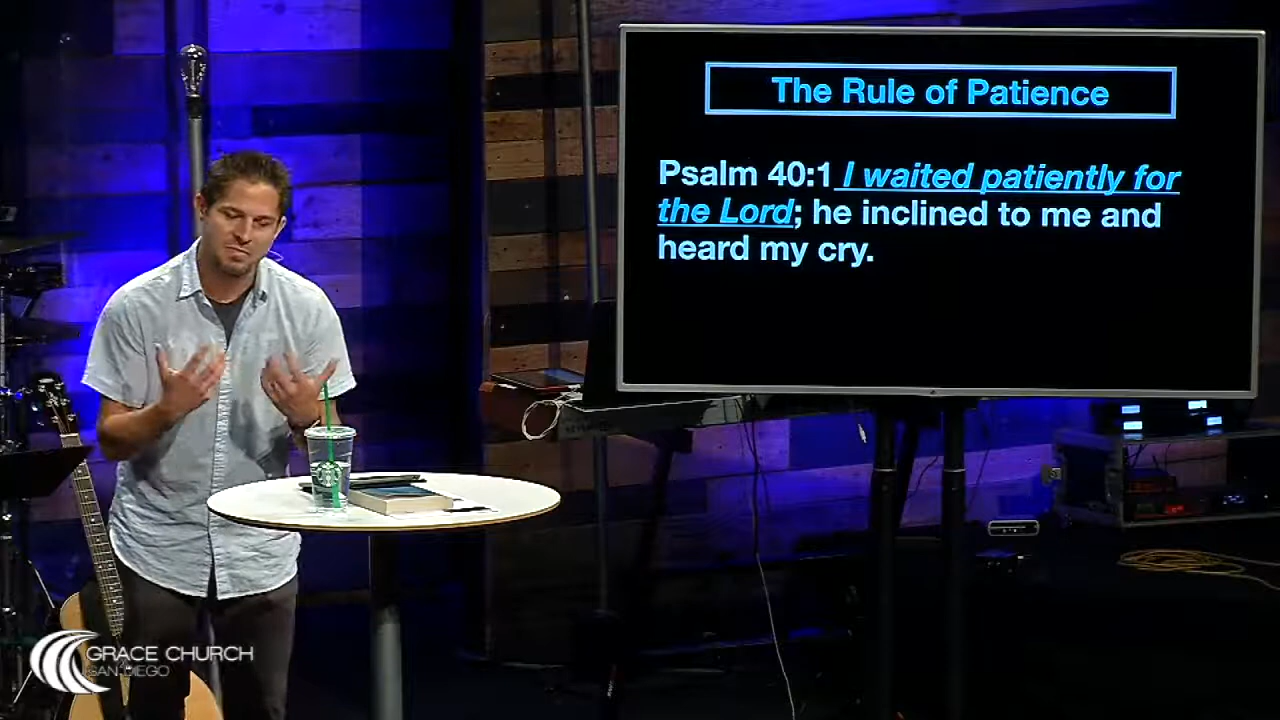 The Rule of Patience
Psalm 40:1 I waited patiently for
the Lord; he inclined to me and
heard my cry.
GRACE CHURCH
SAN DIEGO